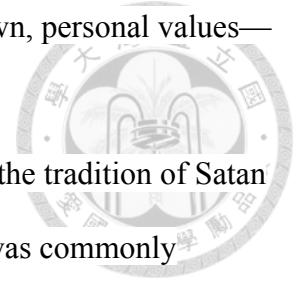 wn, personal values—
the tradition of Satan
was commonly